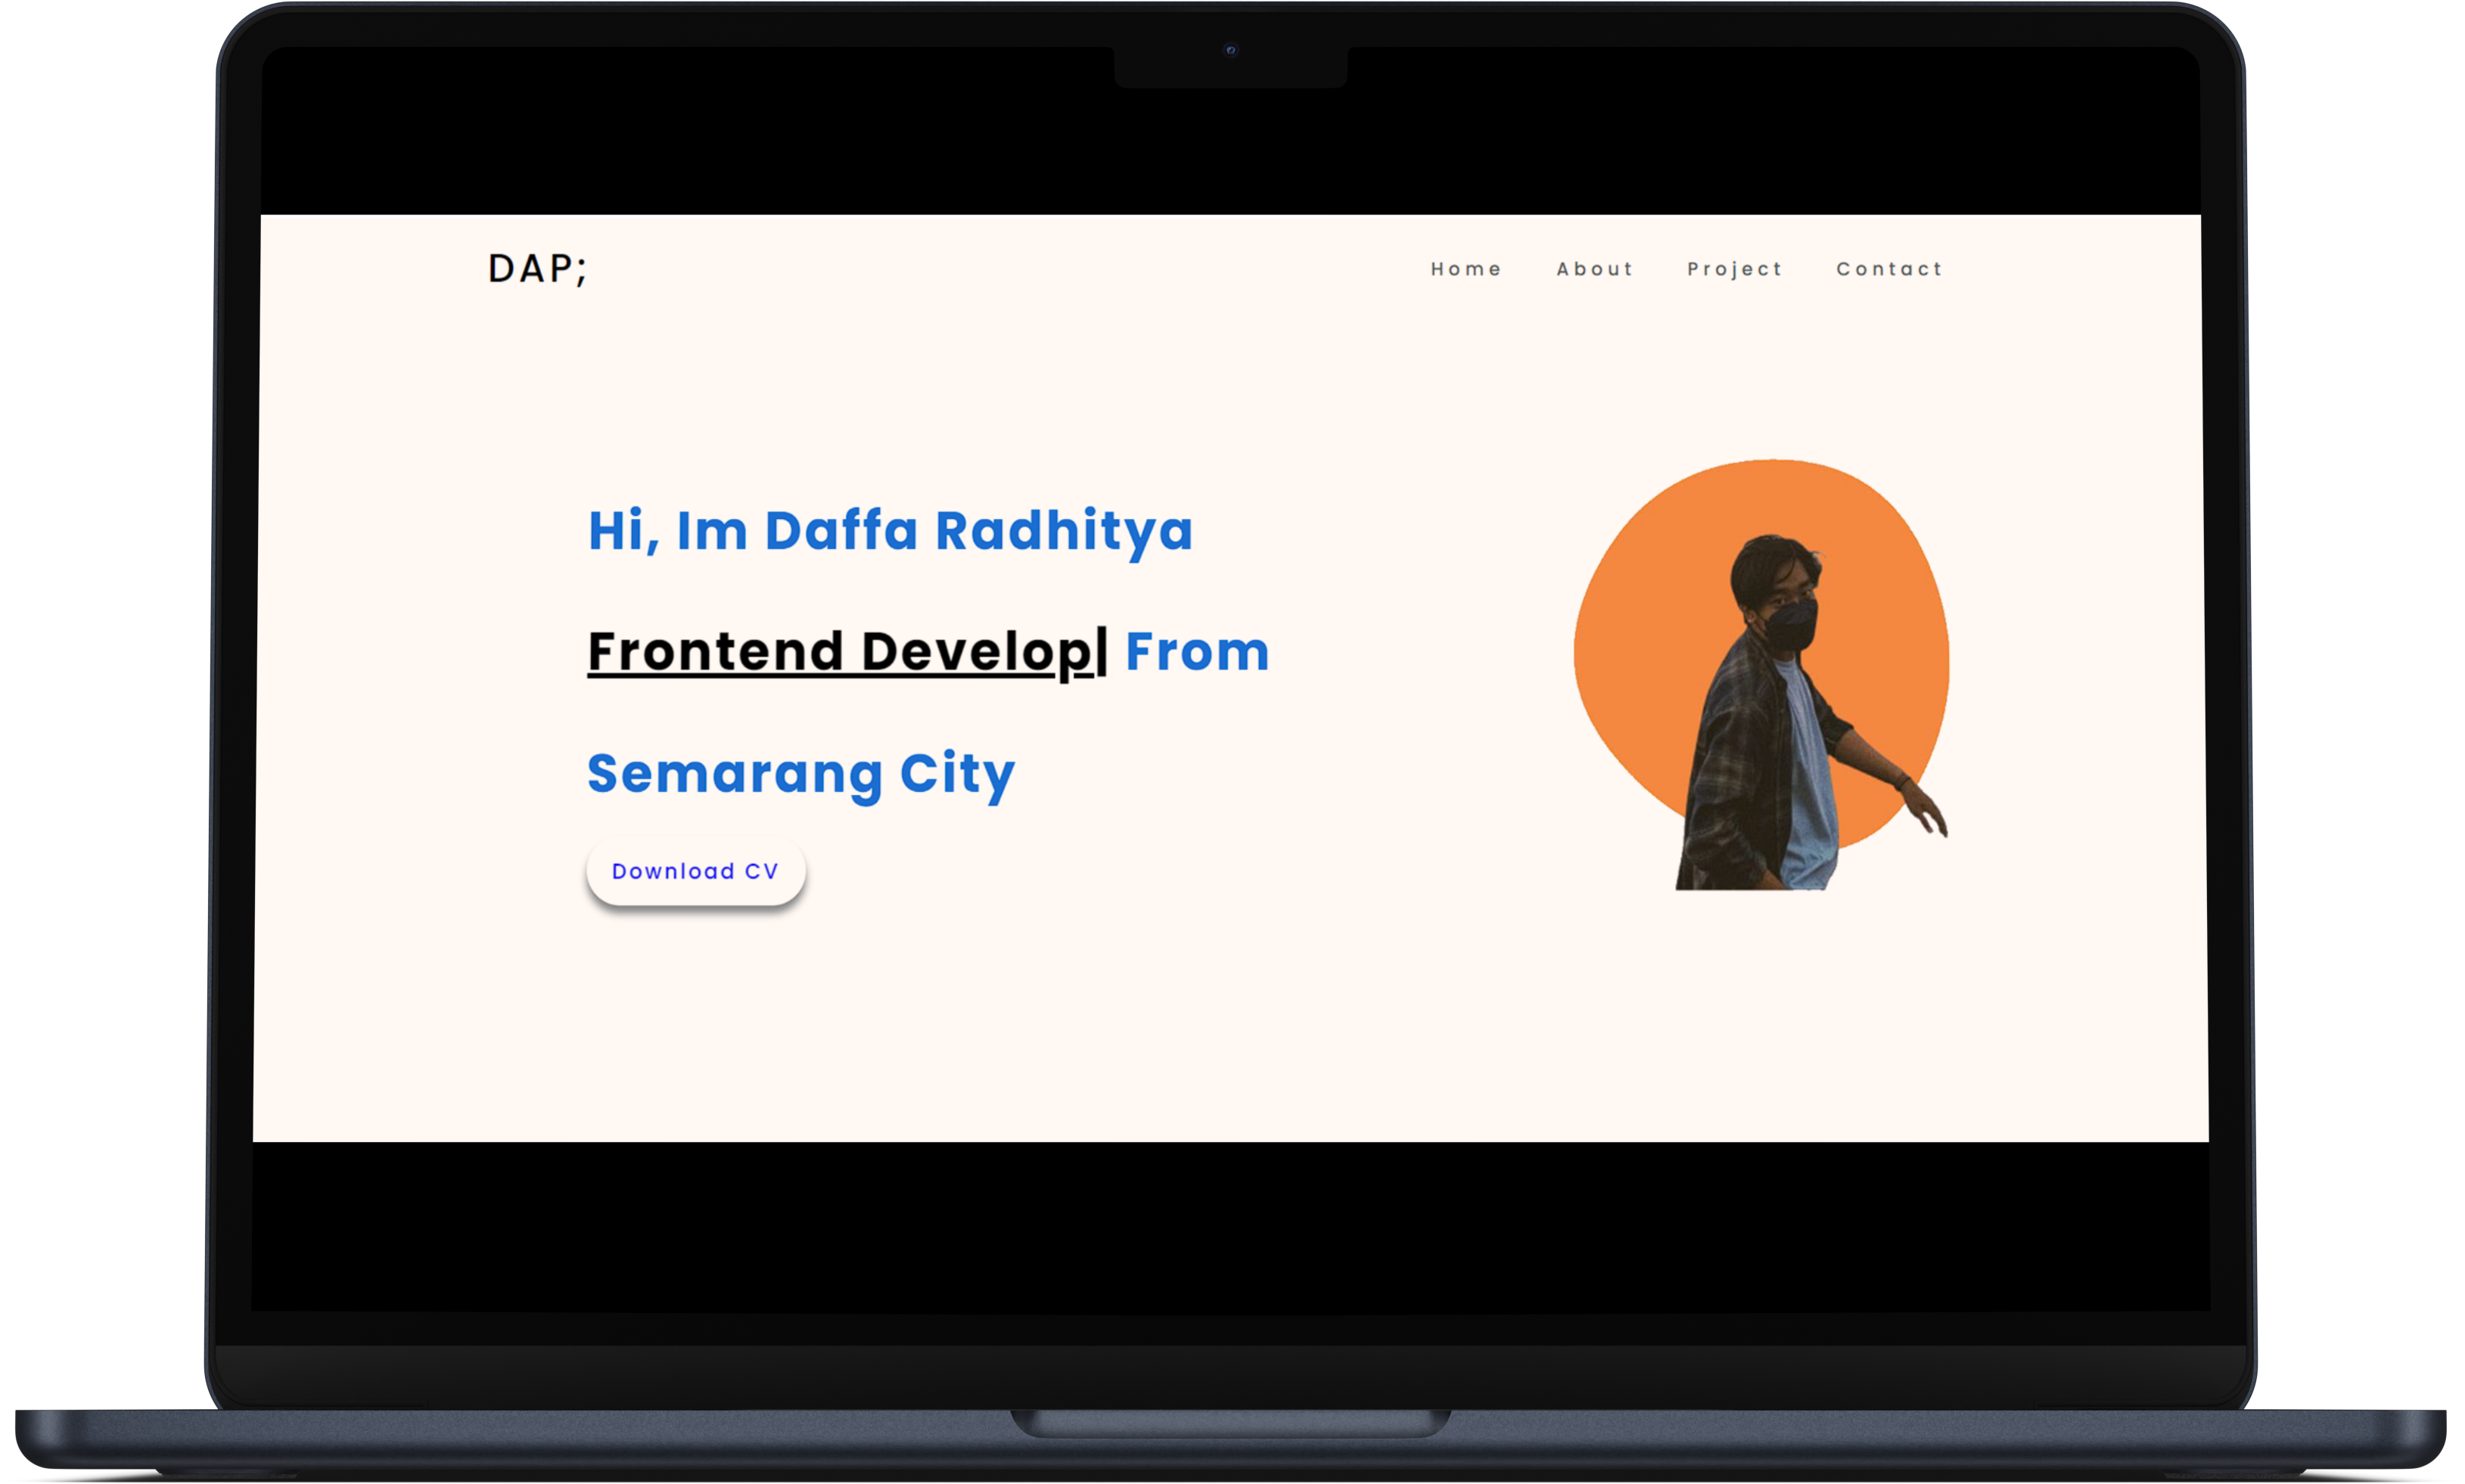 DAP;
Home About Project Contact
Hi, Im Daffa Radhitya
Frontend Develop| From
Semarang City
Download CV